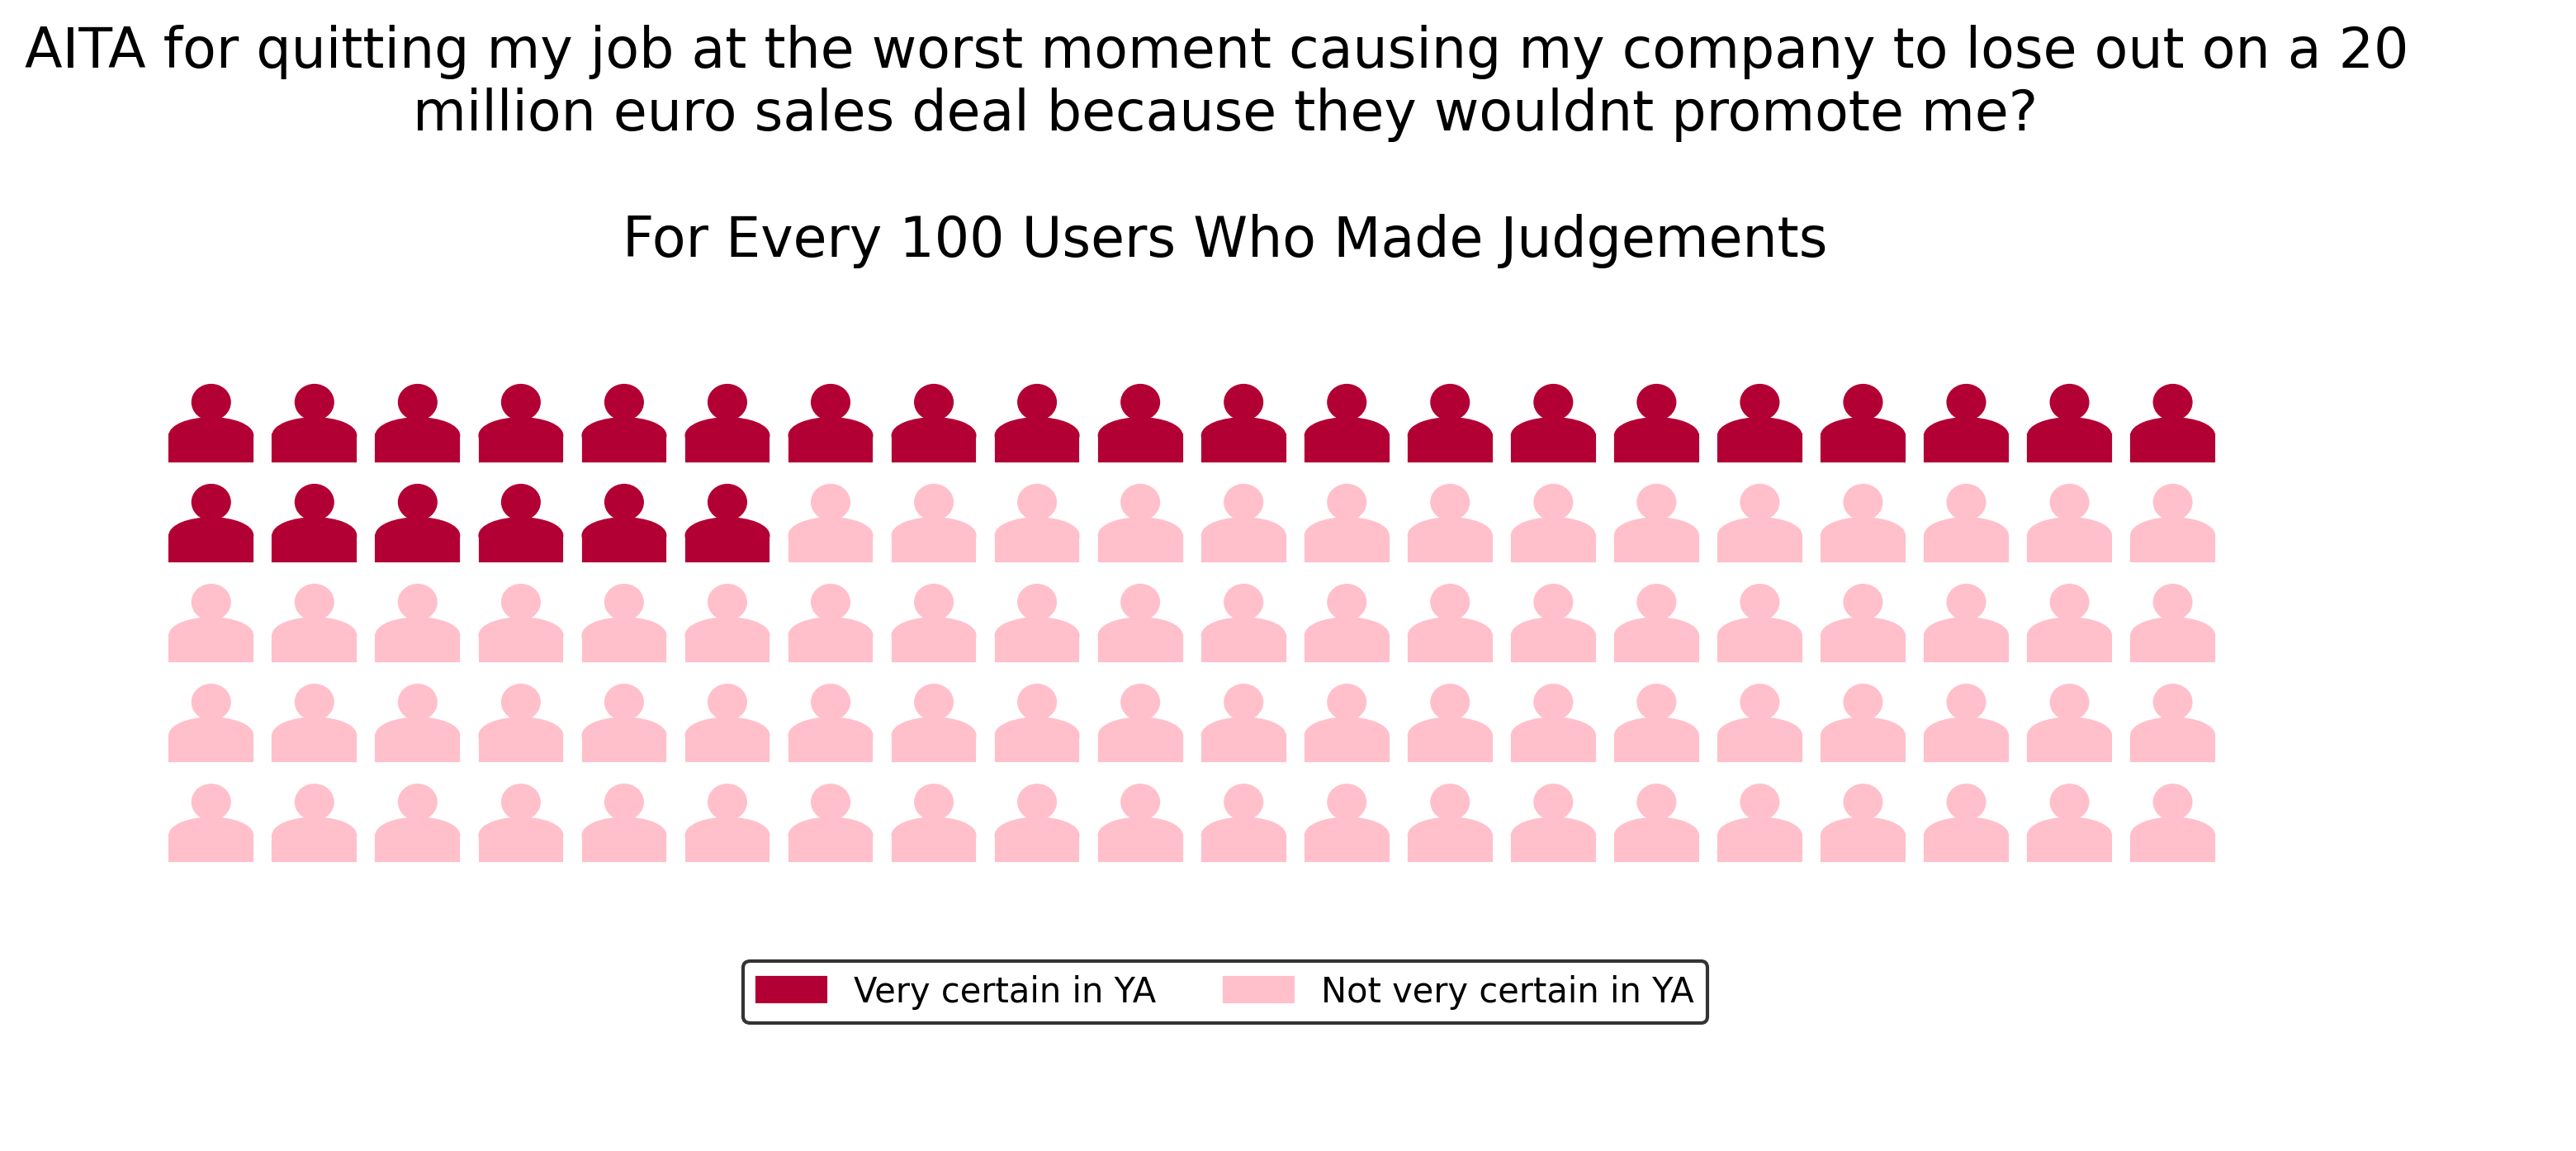 AITA for quitting my job at the worst moment causing my company to lose out on a 20
million euro sales deal because they wouldnt promote me?
For Every 100 Users Who Made Judgements
Very certain in YA
Not very certain in YA